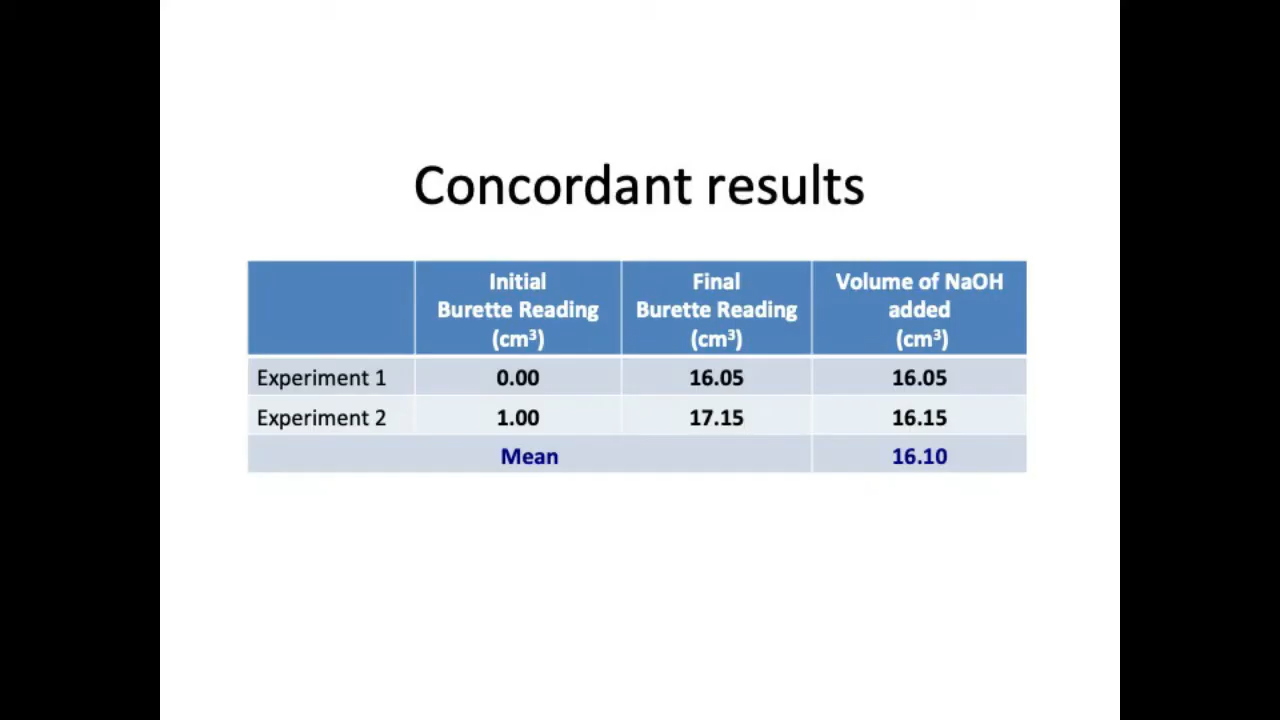 Concordant results
Initial Burette Reading (cm³) Final Burette Reading (cm³) Volume of NaOH added (cm³)
Experiment 1 0.00 16.05 16.05
Experiment 2 1.00 17.15 16.15
Mean 16.10